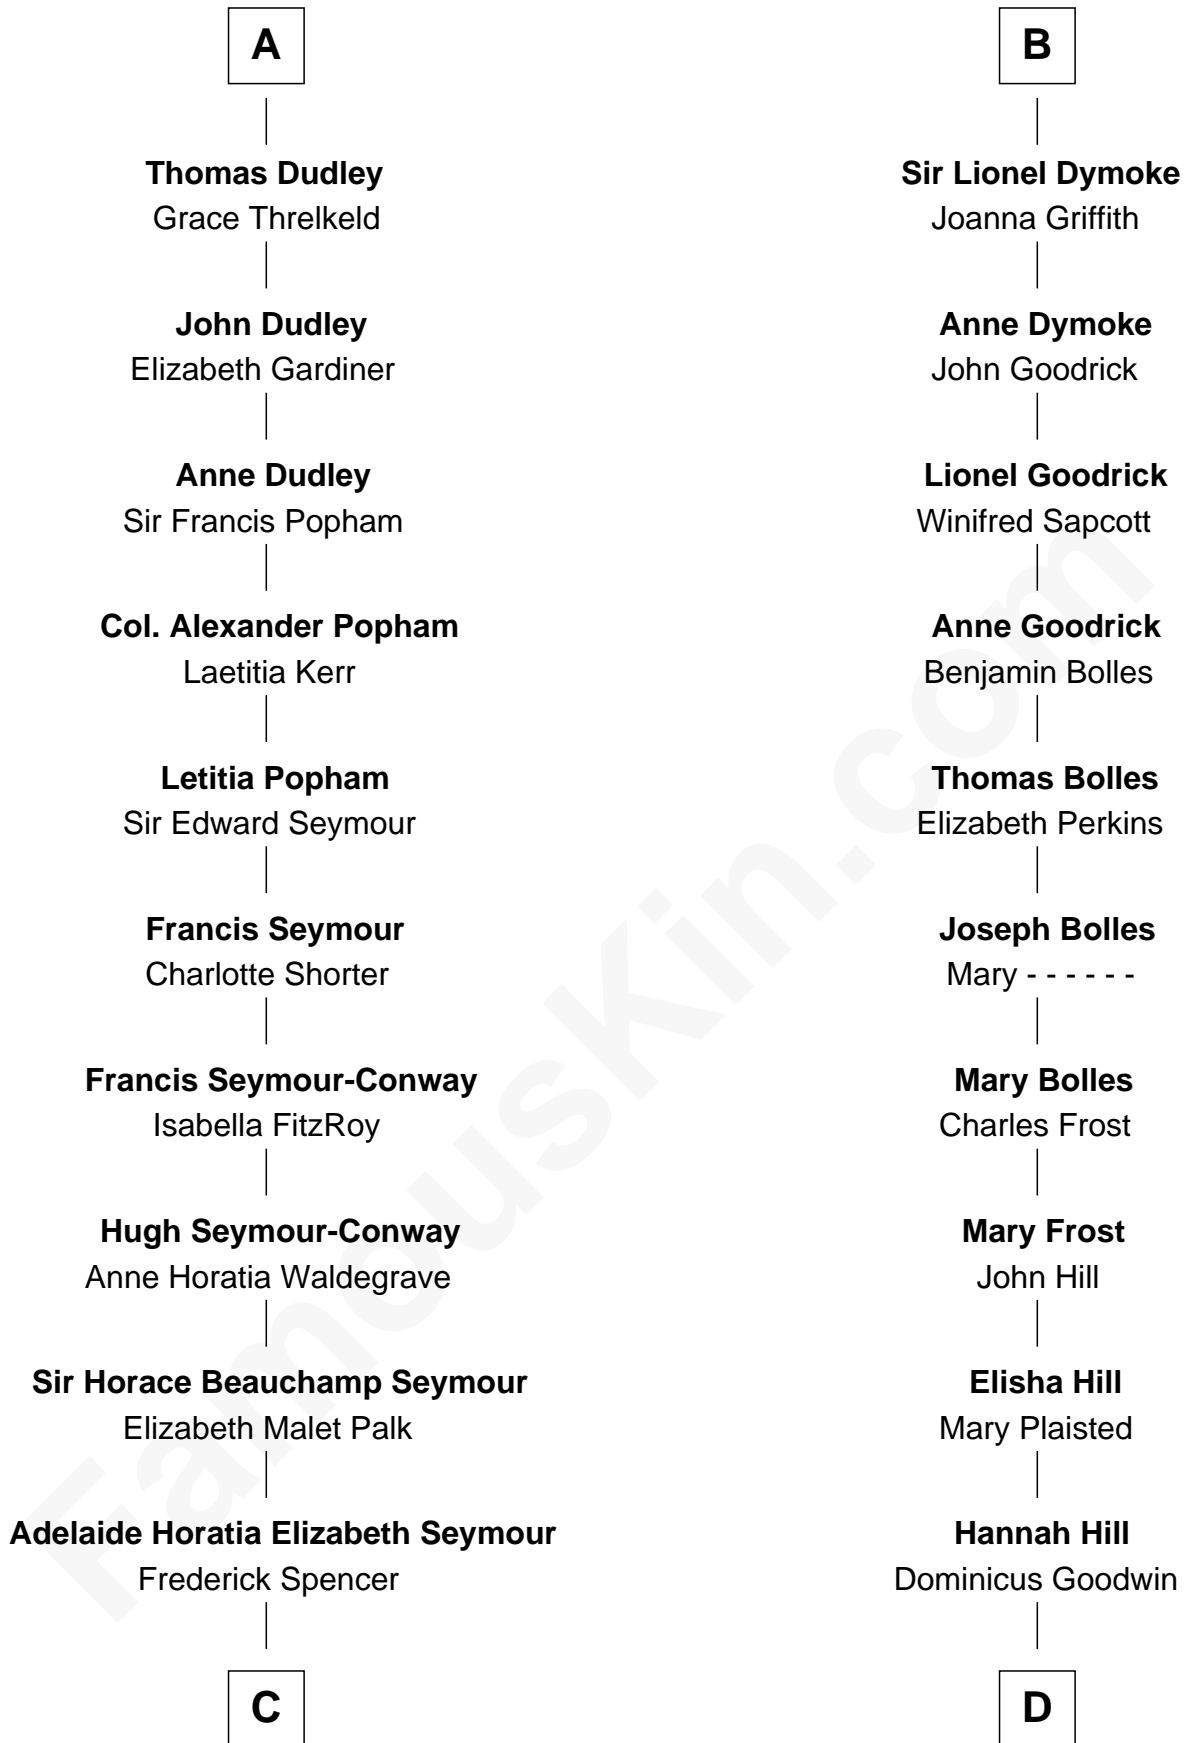 A
Thomas Dudley
Grace Threlkeld
John Dudley
Elizabeth Gardiner
Anne Dudley
Sir Francis Popham
Col. Alexander Popham
Laetitia Kerr
Letitia Popham
Sir Edward Seymour
Francis Seymour
Charlotte Shorter
Francis Seymour-Conway
Isabella FitzRoy
Hugh Seymour-Conway
Anne Horatia Waldegrave
Sir Horace Beauchamp Seymour
Elizabeth Malet Palk
Adelaide Horatia Elizabeth Seymour
Frederick Spencer
C
B
Sir Lionel Dymoke
Joanna Griffith
Anne Dymoke
John Goodrick
Lionel Goodrick
Winifred Sapcott
Anne Goodrick
Benjamin Bolles
Thomas Bolles
Elizabeth Perkins
Joseph Bolles
Mary - - - - - -
Mary Bolles
Charles Frost
Mary Frost
John Hill
Elisha Hill
Mary Plaisted
Hannah Hill
Dominicus Goodwin
D
FamousKin.com